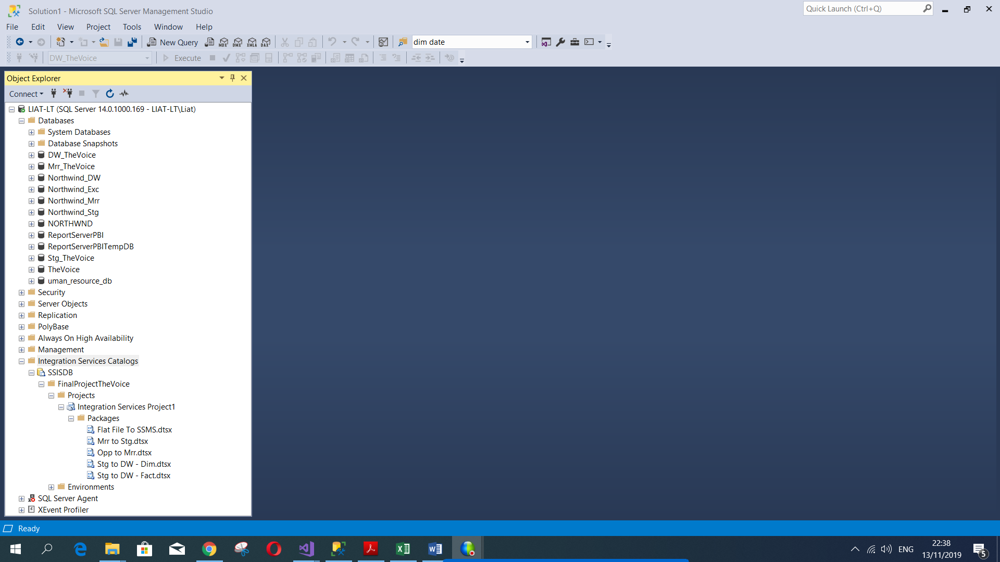 Solution1 - Microsoft SQL Server Management Studio
Quick Launch (Ctrl+Q)
File Edit View Project Tools Window Help
New Query MDX DMX XMLA DAX dim date
DW_TheVoice Execute
Object Explorer
Connect
LIAT-LT (SQL Server 14.0.1000.169 - LIAT-LT\Liat)
Databases
System Databases
Database Snapshots
DW_TheVoice
Mrr_TheVoice
Northwind_DW
Northwind_Exc
Northwind_Mrr
Northwind_Stg
NORTHWND
ReportServerPBI
ReportServerPBITempDB
Stg_TheVoice
TheVoice
uman_resource_db
Security
Server Objects
Replication
PolyBase
Always On High Availability
Management
Integration Services Catalogs
SSISDB
FinalProjectTheVoice
Projects
Integration Services Project1
Packages
Flat File To SSMS.dtsx
Mrr to Stg.dtsx
Opp to Mrr.dtsx
Stg to DW - Dim.dtsx
Stg to DW - Fact.dtsx
Environments
SQL Server Agent
XEvent Profiler
Ready
ENG
22:38
13/11/2019
5